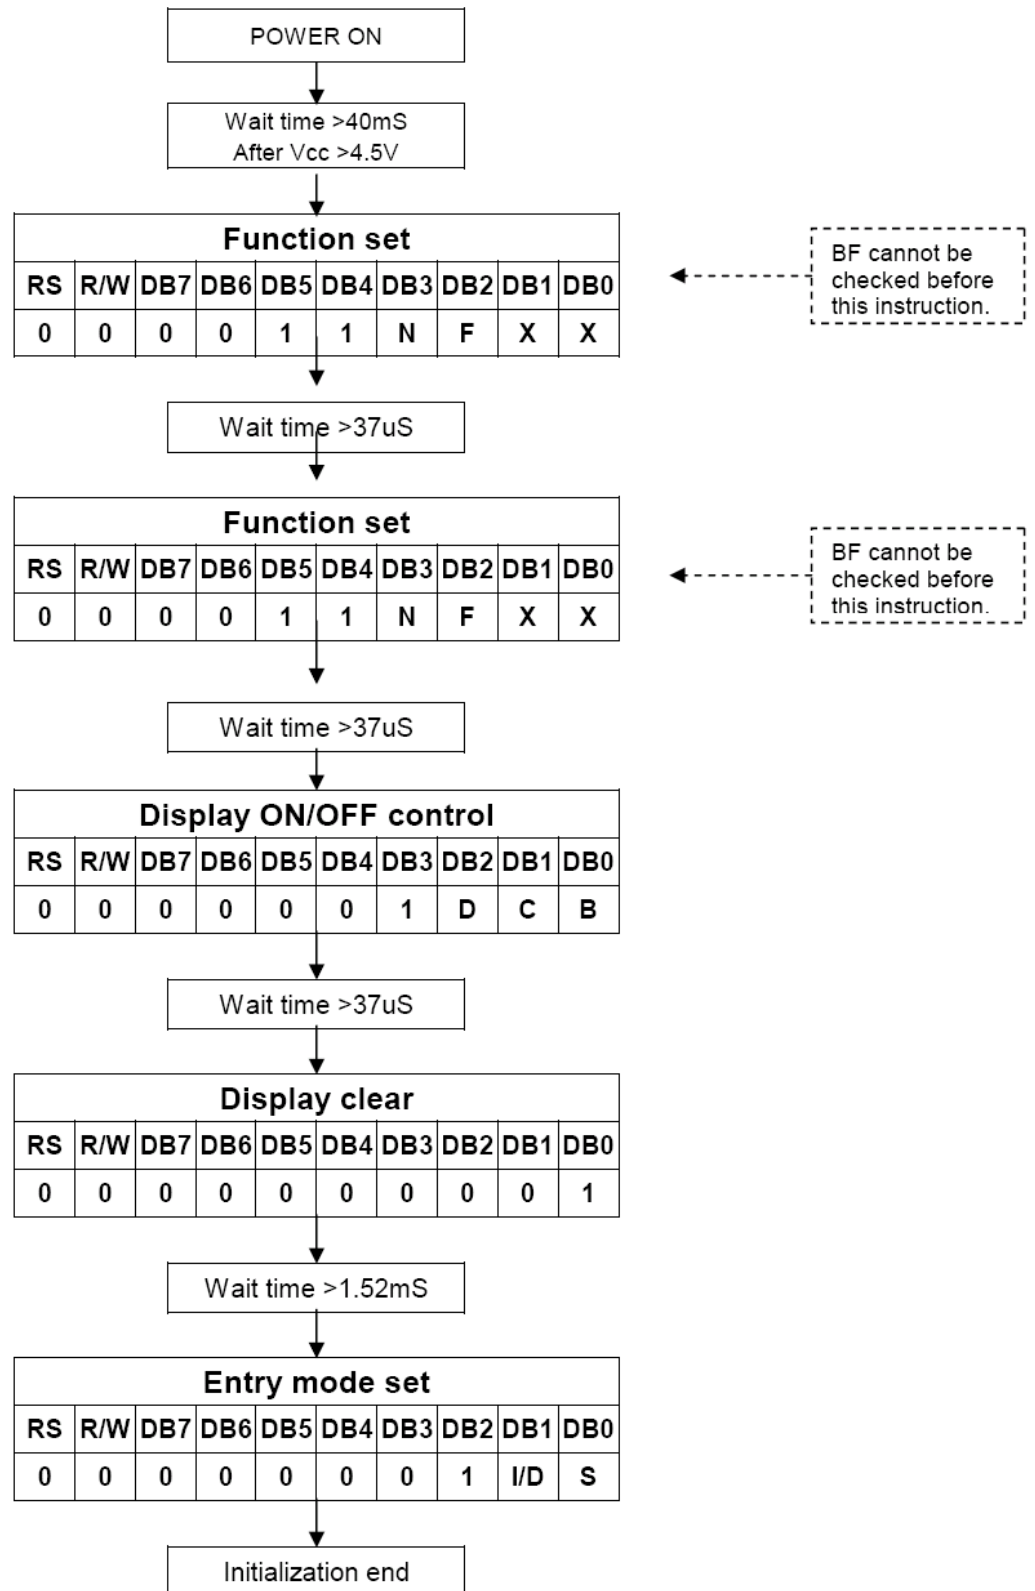 POWER ON
Wait time >40mS
After Vcc >4.5V
Function set
RS R/W DB7 DB6 DB5 DB4 DB3 DB2 DB1 DB0
0 0 0 0 1 1 N F X X
BF cannot be
checked before
this instruction.
Wait time >37uS
Function set
RS R/W DB7 DB6 DB5 DB4 DB3 DB2 DB1 DB0
0 0 0 0 1 1 N F X X
BF cannot be
checked before
this instruction.
Wait time >37uS
Display ON/OFF control
RS R/W DB7 DB6 DB5 DB4 DB3 DB2 DB1 DB0
0 0 0 0 0 0 1 D C B
Wait time >37uS
Display clear
RS R/W DB7 DB6 DB5 DB4 DB3 DB2 DB1 DB0
0 0 0 0 0 0 0 0 0 1
Wait time >1.52mS
Entry mode set
RS R/W DB7 DB6 DB5 DB4 DB3 DB2 DB1 DB0
0 0 0 0 0 0 0 1 I/D S
Initialization end